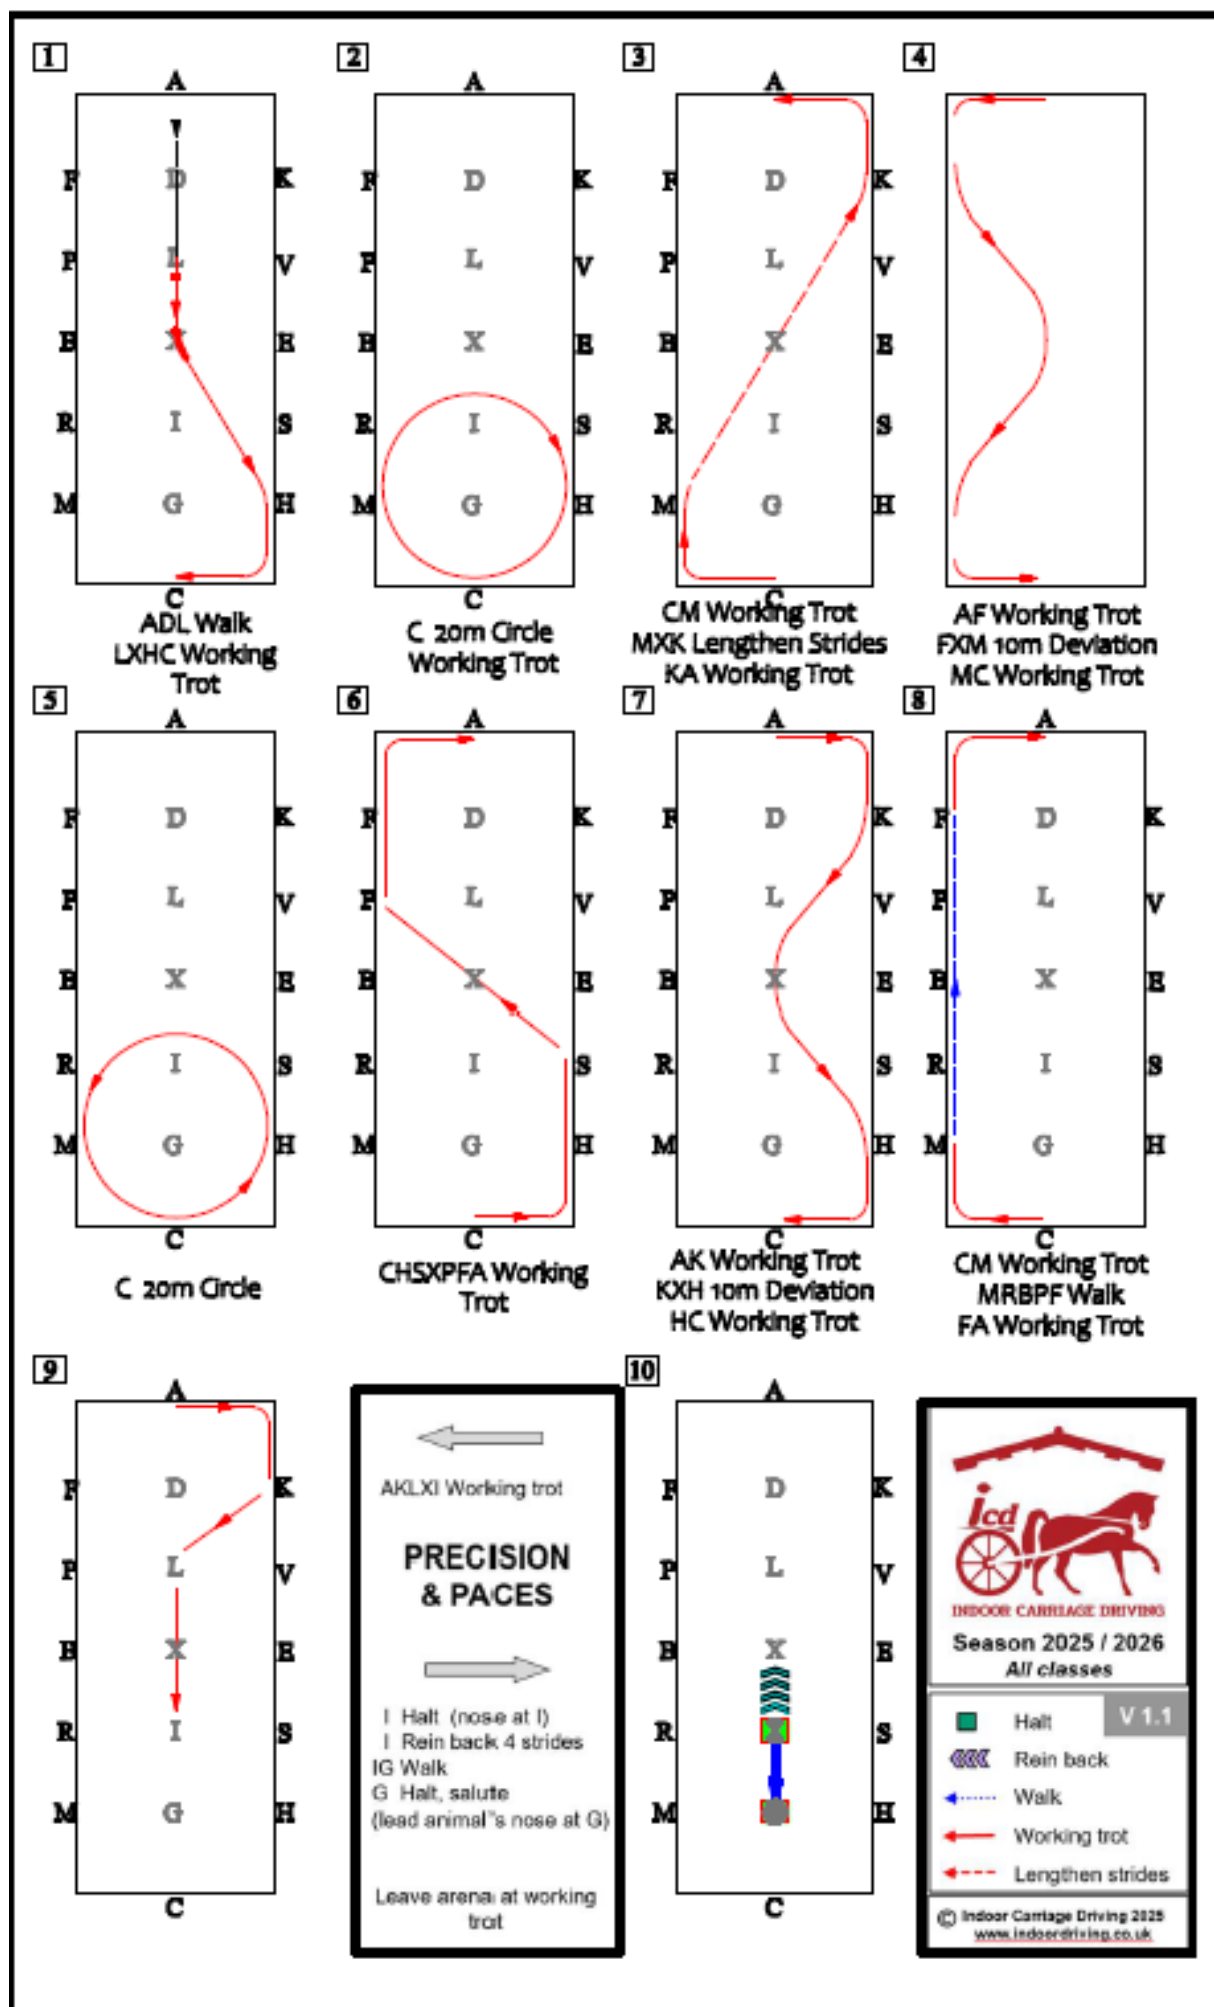 1
A
F D K
P L V
B X E
R I S
M G H
C
ADL Walk
LXHC Working
Trot
2
A
F D K
P L V
B X E
R I S
M G H
C
C 20m Circle
Working Trot
3
A
F D K
P L V
B X E
R I S
M G H
C
CM Working Trot
MXK Lengthen Strides
KA Working Trot
4
AF Working Trot
FXM 10m Deviation
MC Working Trot
5
A
F D K
P L V
B X E
R I S
M G H
C
C 20m Circle
6
A
F D K
P L V
B X E
R I S
M G H
C
CHSXPFA Working
Trot
7
A
F D K
P L V
B X E
R I S
M G H
C
AK Working Trot
KXH 10m Deviation
HC Working Trot
8
A
F D K
P L V
B X E
R I S
M G H
C
CM Working Trot
MRBPF Walk
FA Working Trot
9
A
F D K
P L V
B X E
R I S
M G H
C
AKLXI Working trot
PRECISION
& PACES
I Halt (nose at I)
I Rein back 4 strides
IG Walk
G Halt, salute
(lead animal"s nose at G)
Leave arena at working
trot
10
A
F D K
P L V
B X E
R S
M H
C
icd
INDOOR CARRIAGE DRIVING
Season 2025 / 2026
All classes
V 1.1
Halt
Rein back
Walk
Working trot
Lengthen strides
© Indoor Carriage Driving 2025
www.indoordriving.co.uk